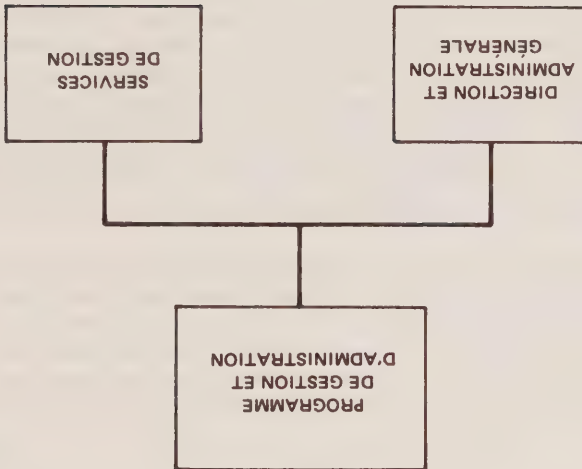 PROGRAMME
DE GESTION ET
D'ADMINISTRATION
DIRECTION ET
ADMINISTRATION
GÉNÉRALE
SERVICES
DE GESTION